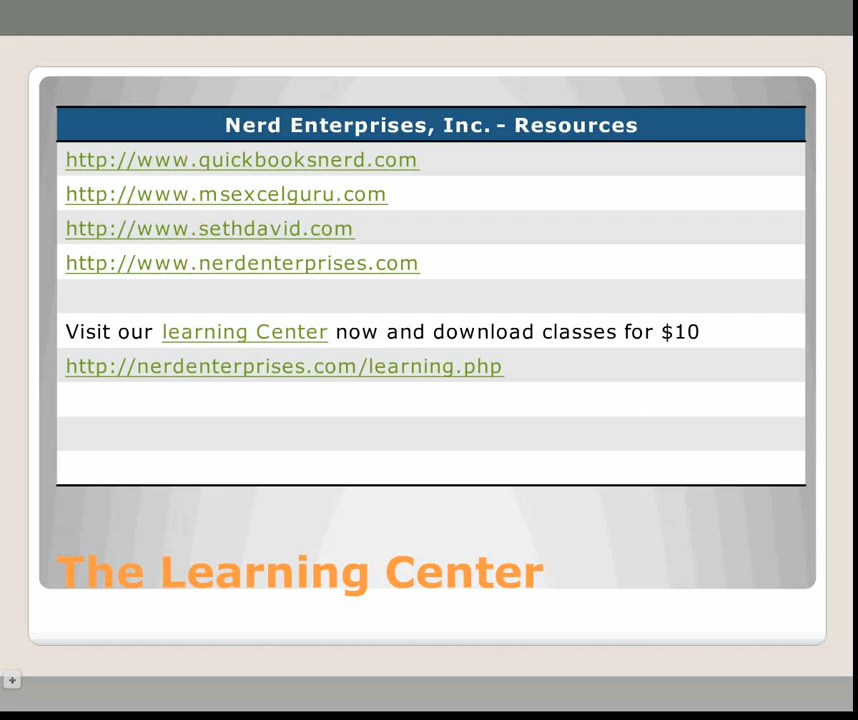 Nerd Enterprises, Inc. - Resources
http://www.quickbooksnerd.com
http://www.msexcelguru.com
http://www.sethdavid.com
http://www.nerdenterprises.com
Visit our learning Center now and download classes for $10
http://nerdenterprises.com/learning.php
The Learning Center